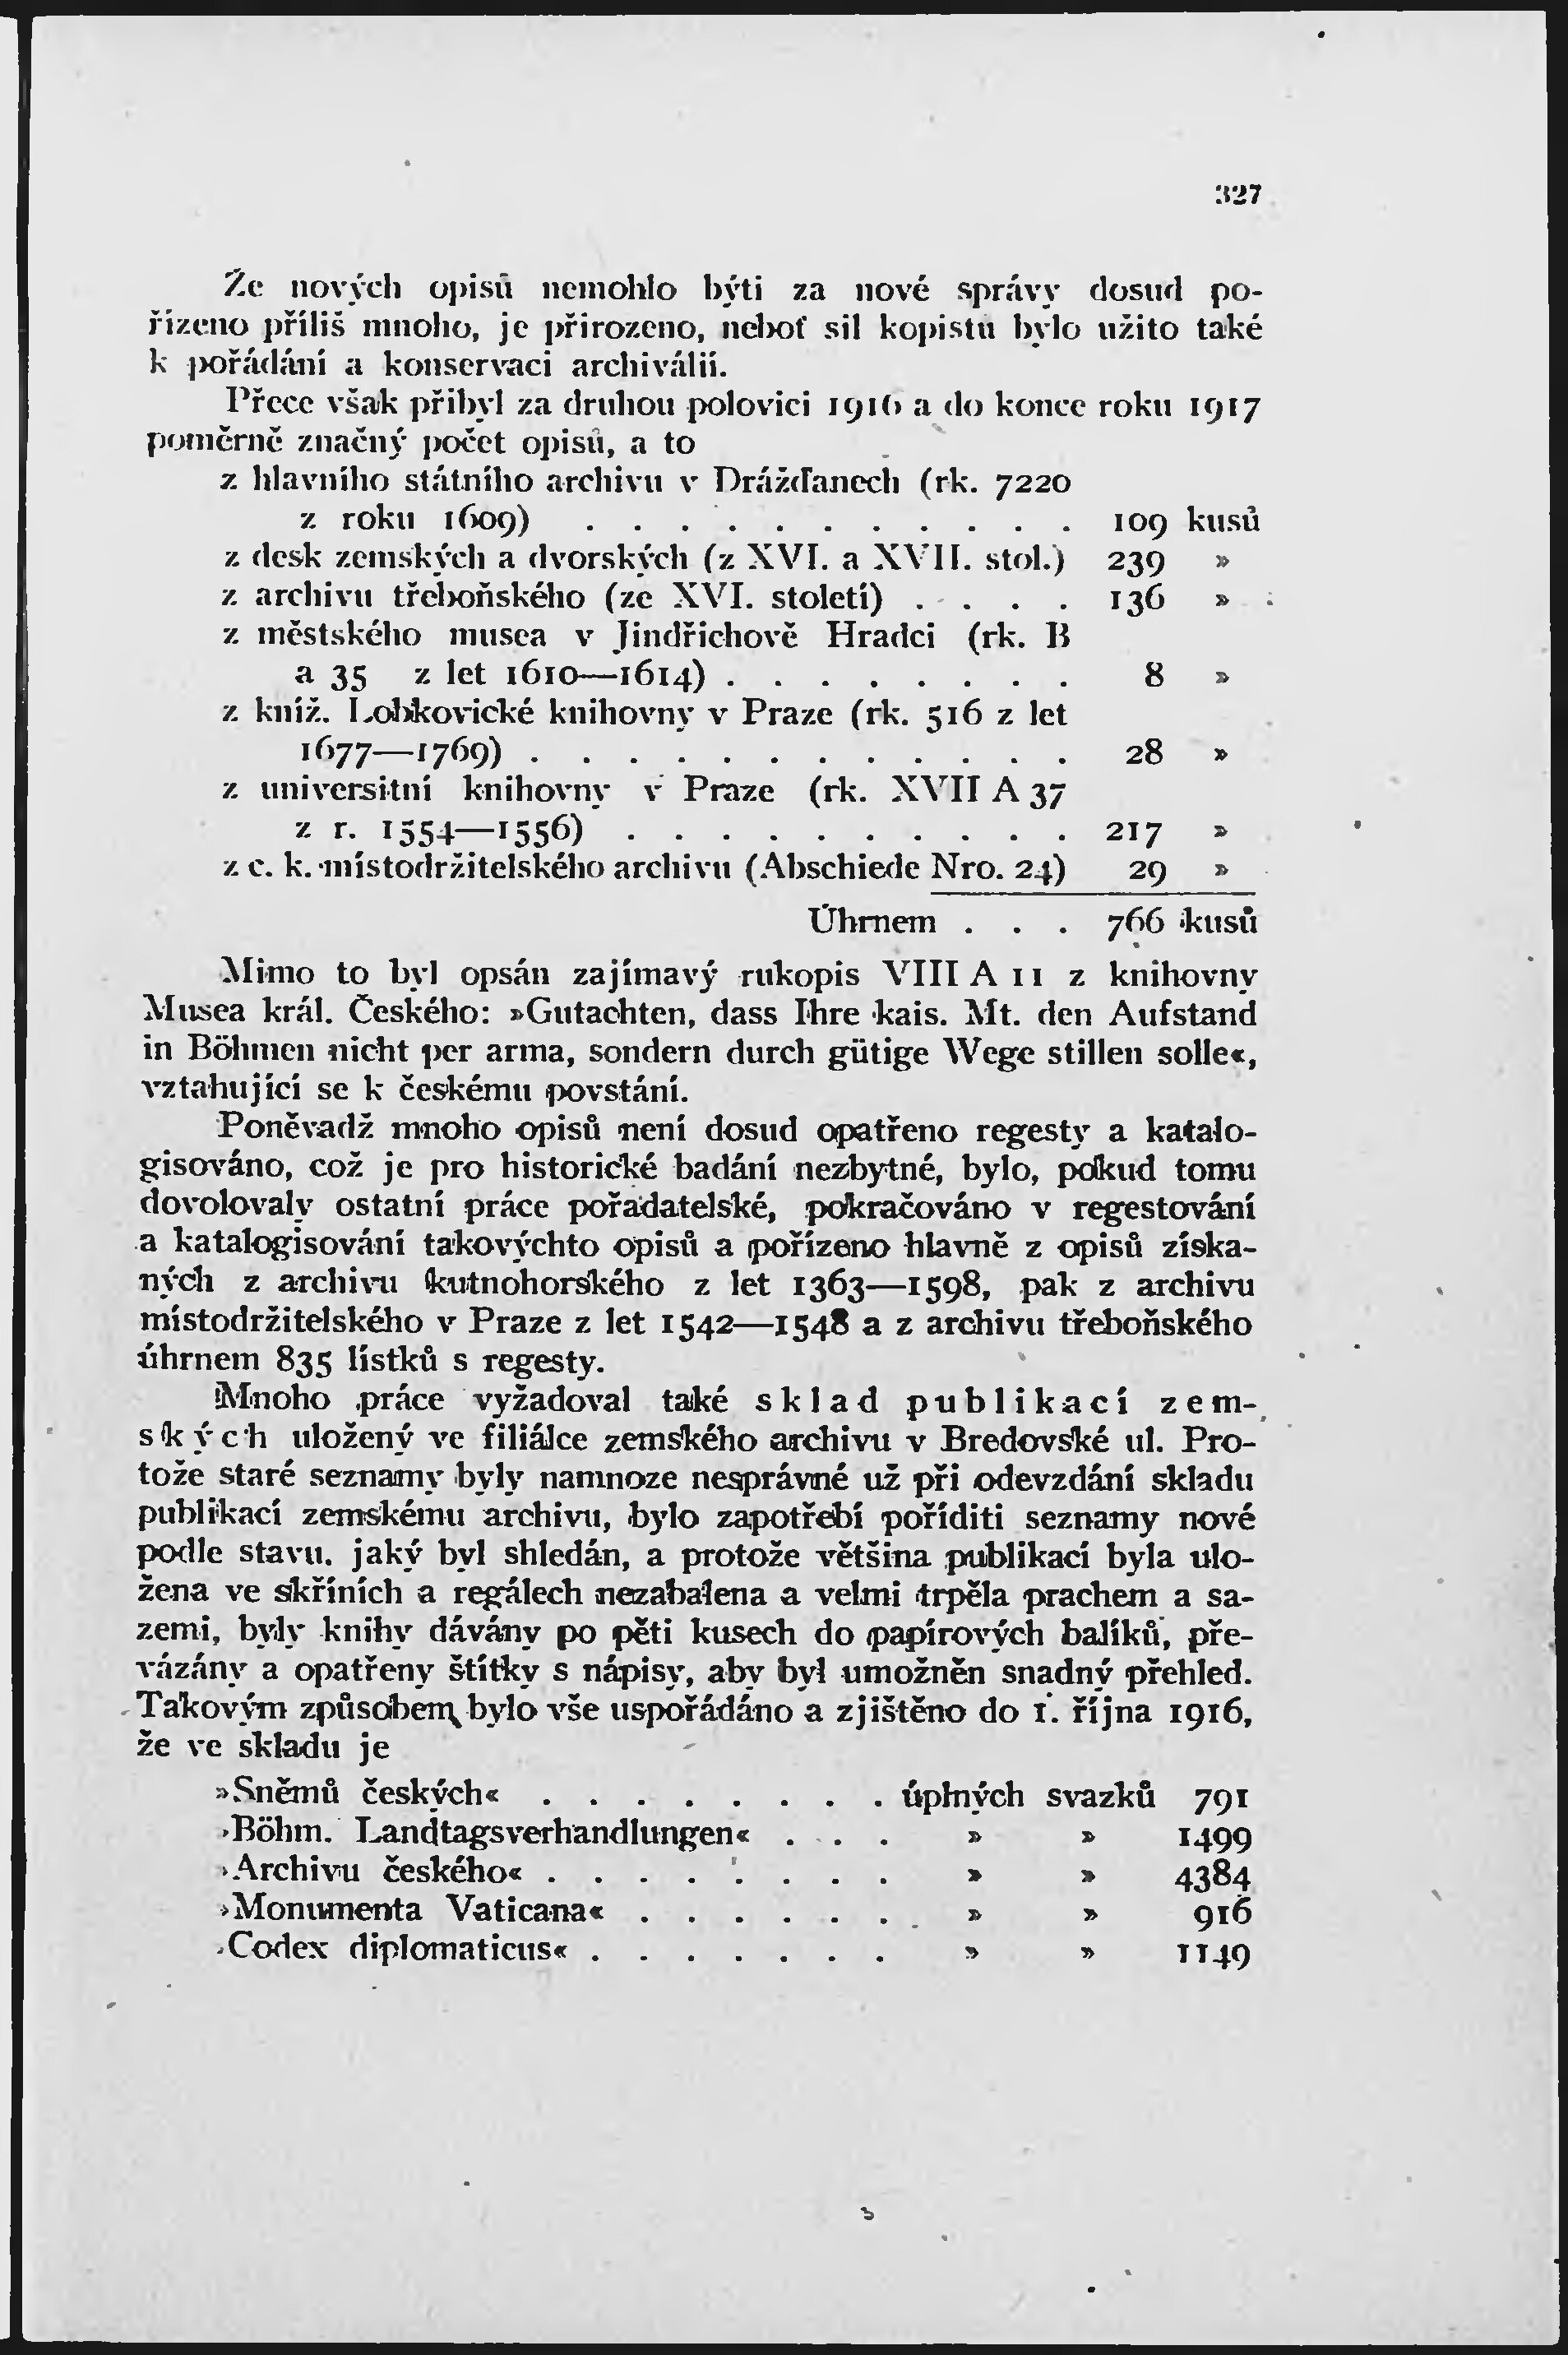 327
Že nových opisů nemohlo býti za nové správy dosud po-
řízeno příliš mnoho, je přirozeno, neboť sil kopistů bylo užito také
k pořádání a konservaci archiválií.
Přece však přibyl za druhou polovici 1916 a do konce roku 1917
poměrně značný počet opisů, a to
z hlavního státního archivu v Drážďanech (rk. 7220
z roku 1609) . . . . . . . . . . . 109 kusů
z desk zemských a dvorských (z XVI. a XVII. stol.) 239 »
z archivu třeboňského (ze XVI. století) . . . . 136 »
z městského musea v Jindřichově Hradci (rk. B
a 35 z let 1610—1614) . . . . . . . . 8 »
z kníž. Lobkovické knihovny v Praze (rk. 516 z let
1677—1769) . . . . . . . . . . . . 28 »
z universitní knihovny v Praze (rk. XVII A 37
z r. 1554—1556) . . . . . . . . . . 217 »
z c. k. místodržitelského archivu (Abschiede Nro. 24) 29 »
Úhrnem . . . 766 kusů
Mimo to byl opsán zajímavý rukopis VIII A 11 z knihovny
Musea král. Českého: »Gutachten, dass Ihre kais. Mt. den Aufstand
in Böhmen nicht per arma, sondern durch gütige Wege stillen solle«,
vztahující se k českému povstání.
Poněvadž mnoho opisů není dosud opatřeno regesty a katalo-
gisováno, což je pro historické badání nezbytné, bylo, pokud tomu
dovolovaly ostatní práce pořadatelské, pokračováno v regestování
a katalogisování takovýchto opisů a pořízeno hlavně z opisů získa-
ných z archivu kutnohorského z let 1363—1598, pak z archivu
místodržitelského v Praze z let 1542—1548 a z archivu třeboňského
úhrnem 835 lístků s regesty.
Mnoho práce vyžadoval také sklad publikací zem-
ských uložený ve filiálce zemského archivu v Bredovské ul. Pro-
tože staré seznamy byly namnoze nesprávné už při odevzdání skladu
publikací zemskému archivu, bylo zapotřebí poříditi seznamy nové
podle stavu, jaký byl shledán, a protože většina publikací byla ulo-
žena ve skříních a regálech nezabalena a velmi trpěla prachem a sa-
zemi, byly knihy dávány po pěti kusech do papírových balíků, pře-
vázány a opatřeny štítky s nápisy, aby byl umožněn snadný přehled.
Takovým způsobem bylo vše uspořádáno a zjištěno do 1. října 1916,
že ve skladu je
»Sněmů českých« . . . . . . . . úplných svazků 791
»Böhm. Landtagsverhandlungen« . . . » » 1499
»Archivu českého« . . . . . . . . » » 4384
»Monumenta Vaticana« . . . . . . » » 916
»Codex diplomaticus« . . . . . . . » » 1149